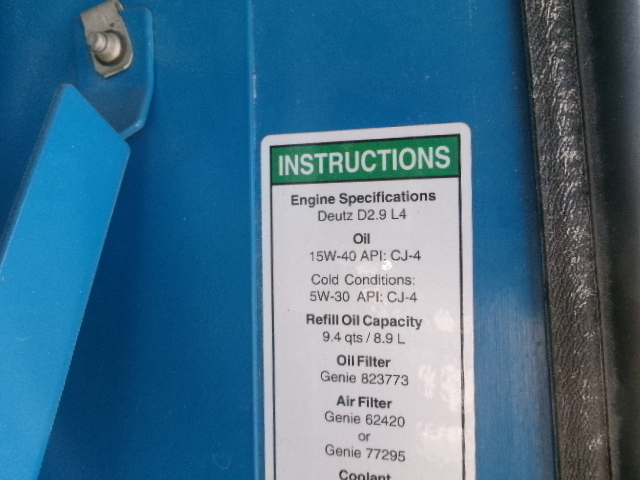 INSTRUCTIONS
Engine Specifications
Deutz D2.9 L4
Oil
15W-40 API: CJ-4
Cold Conditions:
5W-30 API: CJ-4
Refill Oil Capacity
9.4 qts / 8.9 L
Oil Filter
Genie 823773
Air Filter
Genie 62420
or
Genie 77295
Coolant